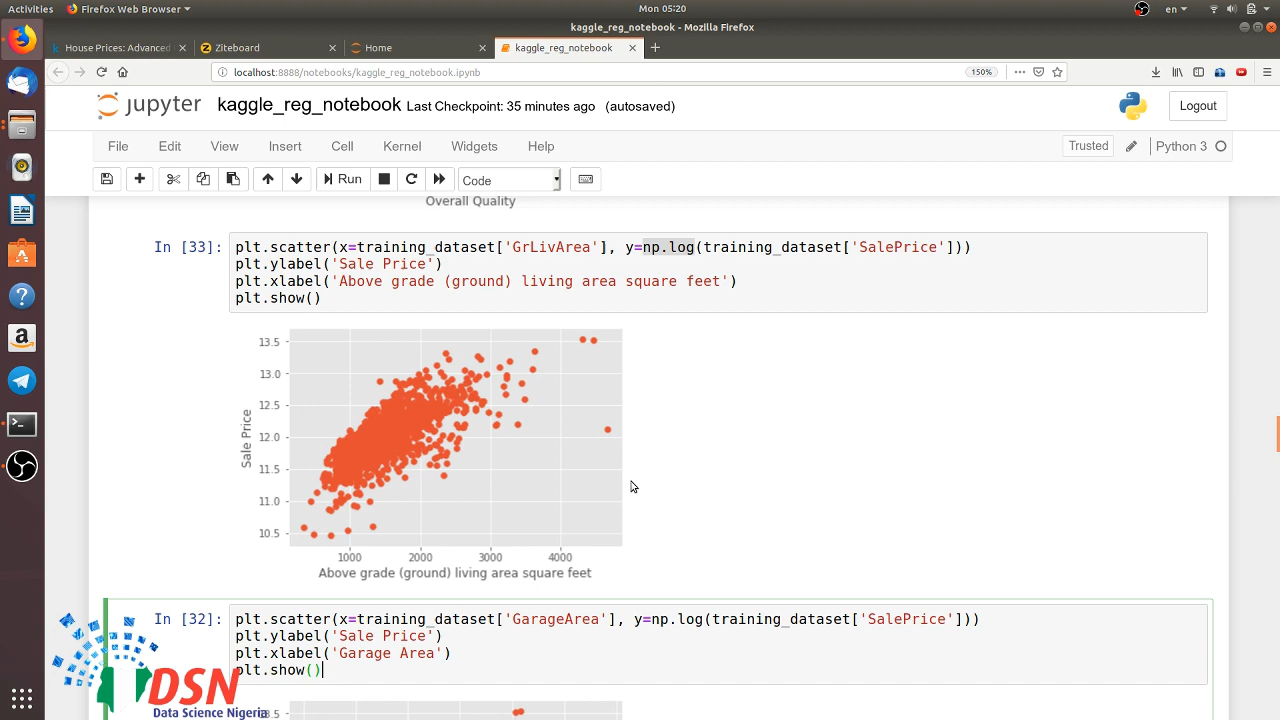 Activities Firefox Web Browser Mon 05:20 en
kaggle_reg_notebook - Mozilla Firefox
House Prices: Advanced Ziteboard Home kaggle_reg_notebook
localhost:8888/notebooks/kaggle_reg_notebook.ipynb 150%
jupyter kaggle_reg_notebook Last Checkpoint: 35 minutes ago (autosaved) Logout
File Edit View Insert Cell Kernel Widgets Help Trusted Python 3
Run Code
Overall Quality
In [33]: plt.scatter(x=training_dataset['GrLivArea'], y=np.log(training_dataset['SalePrice']))
plt.ylabel('Sale Price')
plt.xlabel('Above grade (ground) living area square feet')
plt.show()
13.5
13.0
12.5
12.0
11.5
11.0
10.5
Sale Price
1000 2000 3000 4000
Above grade (ground) living area square feet
In [32]: plt.scatter(x=training_dataset['GarageArea'], y=np.log(training_dataset['SalePrice']))
plt.ylabel('Sale Price')
plt.xlabel('Garage Area')
plt.show()
DSN
Data Science Nigeria